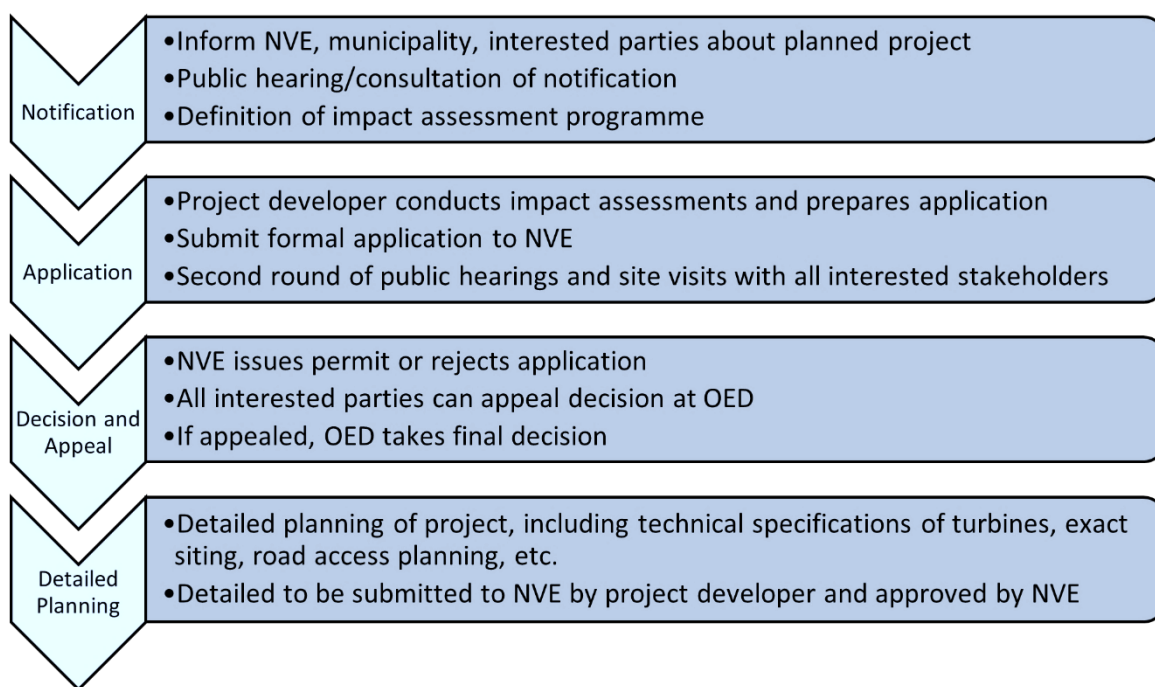 Notification
•Inform NVE, municipality, interested parties about planned project
•Public hearing/consultation of notification
•Definition of impact assessment programme
Application
•Project developer conducts impact assessments and prepares application
•Submit formal application to NVE
•Second round of public hearings and site visits with all interested stakeholders
Decision and
Appeal
•NVE issues permit or rejects application
•All interested parties can appeal decision at OED
•If appealed, OED takes final decision
Detailed
Planning
•Detailed planning of project, including technical specifications of turbines, exact
siting, road access planning, etc.
•Detailed to be submitted to NVE by project developer and approved by NVE